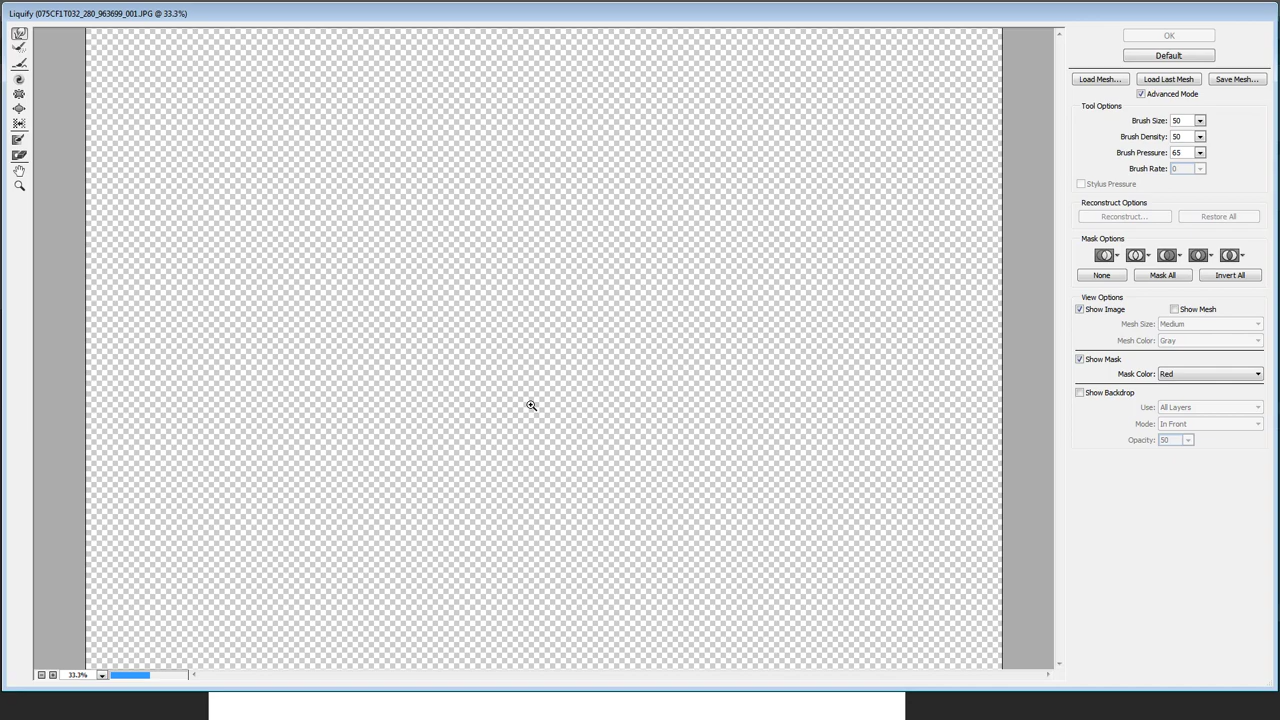 Liquify (075CF1T032_280_963699_001.JPG @ 33.3%)
OK
Default
Load Mesh... Load Last Mesh Save Mesh...
Advanced Mode
Tool Options
Brush Size: 50
Brush Density: 50
Brush Pressure: 65
Brush Rate: 0
Stylus Pressure
Reconstruct Options
Reconstruct... Restore All
Mask Options
None Mask All Invert All
View Options
Show Image Show Mesh
Mesh Size: Medium
Mesh Color: Gray
Show Mask
Mask Color: Red
Show Backdrop
Use: All Layers
Mode: In Front
Opacity: 50
33.3%